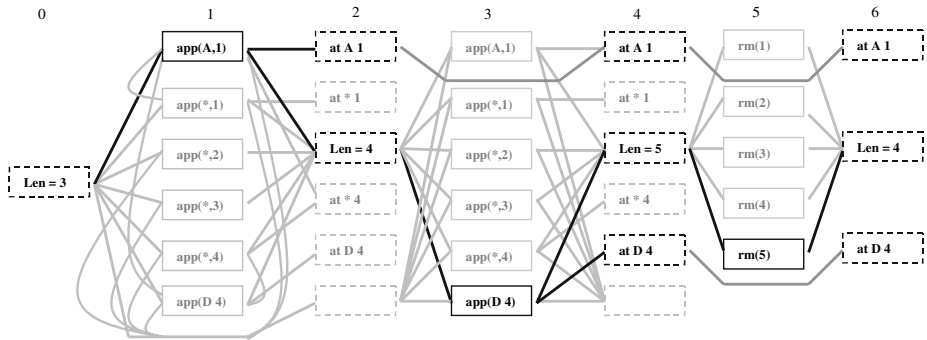 0 1 2 3 4 5 6
app(A,1) at A 1 app(A,1) at A 1 rm(1) at A 1
app(*,1) at * 1 app(*,1) at * 1 rm(2)
app(*,2) Len = 4 app(*,2) Len = 5 rm(3) Len = 4
Len = 3
app(*,3) at * 4 app(*,3) at * 4 rm(4)
app(*,4) at D 4 app(*,4) at D 4 rm(5) at D 4
app(D 4) app(D 4)